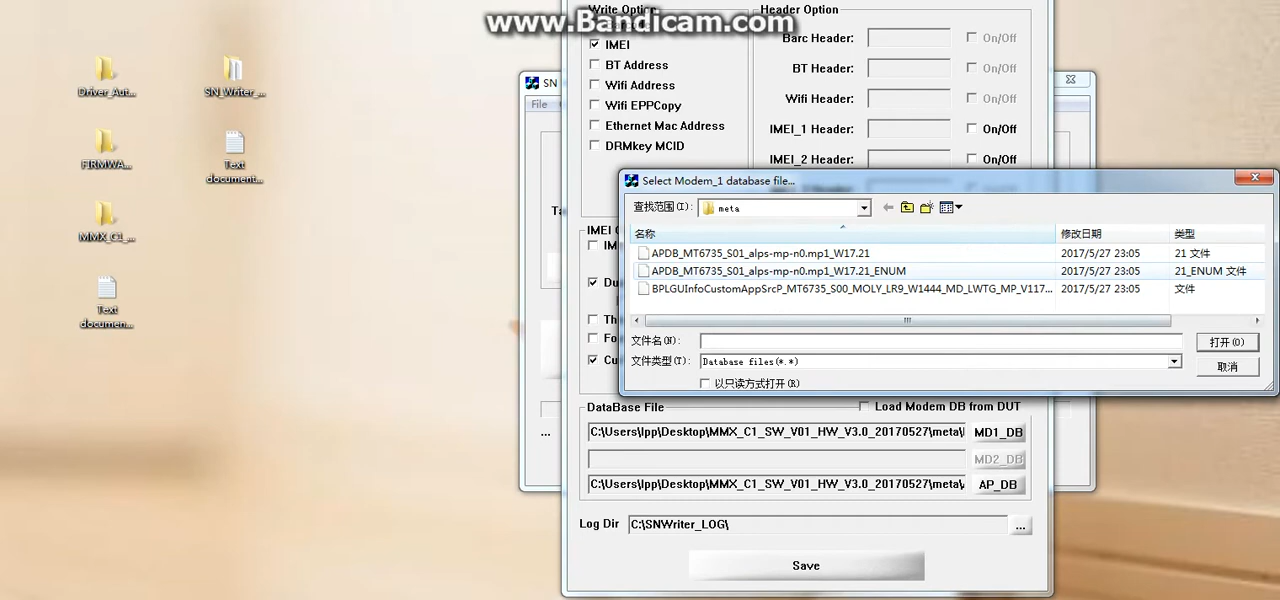 www.Bandicam.com
Write Option
Header Option
IMEI
BT Address
Wifi Address
Wifi EPPCopy
Ethernet Mac Address
DRMkey MCID
Barc Header:
On/Off
BT Header:
On/Off
Wifi Header:
On/Off
IMEI_1 Header:
On/Off
IMEI_2 Header:
On/Off
Driver_Aut...
SN_Writer_...
FIRMWA...
Text
documen...
MMX_C1_...
Text
documen...
SN
File
Select Modem_1 database file...
查找范围(I):
meta
名称
修改日期
类型
APDB_MT6735_S01_alps-mp-n0.mp1_W17.21
2017/5/27 23:05
21 文件
APDB_MT6735_S01_alps-mp-n0.mp1_W17.21_ENUM
2017/5/27 23:05
21_ENUM 文件
BPLGUInfoCustomAppSrcP_MT6735_S00_MOLY_LR9_W1444_MD_LWTG_MP_V117...
2017/5/27 23:05
文件
文件名(N):
打开(O)
文件类型(T):
Database files(*.*)
取消
以只读方式打开(R)
IMEI
DataBase File
Load Modem DB from DUT
C:\Users\lpp\Desktop\MMX_C1_SW_V01_HW_V3.0_20170527\meta\
MD1_DB
MD2_DB
C:\Users\lpp\Desktop\MMX_C1_SW_V01_HW_V3.0_20170527\meta\
AP_DB
...
Log Dir
C:\SNWriter_LOG\
...
Save